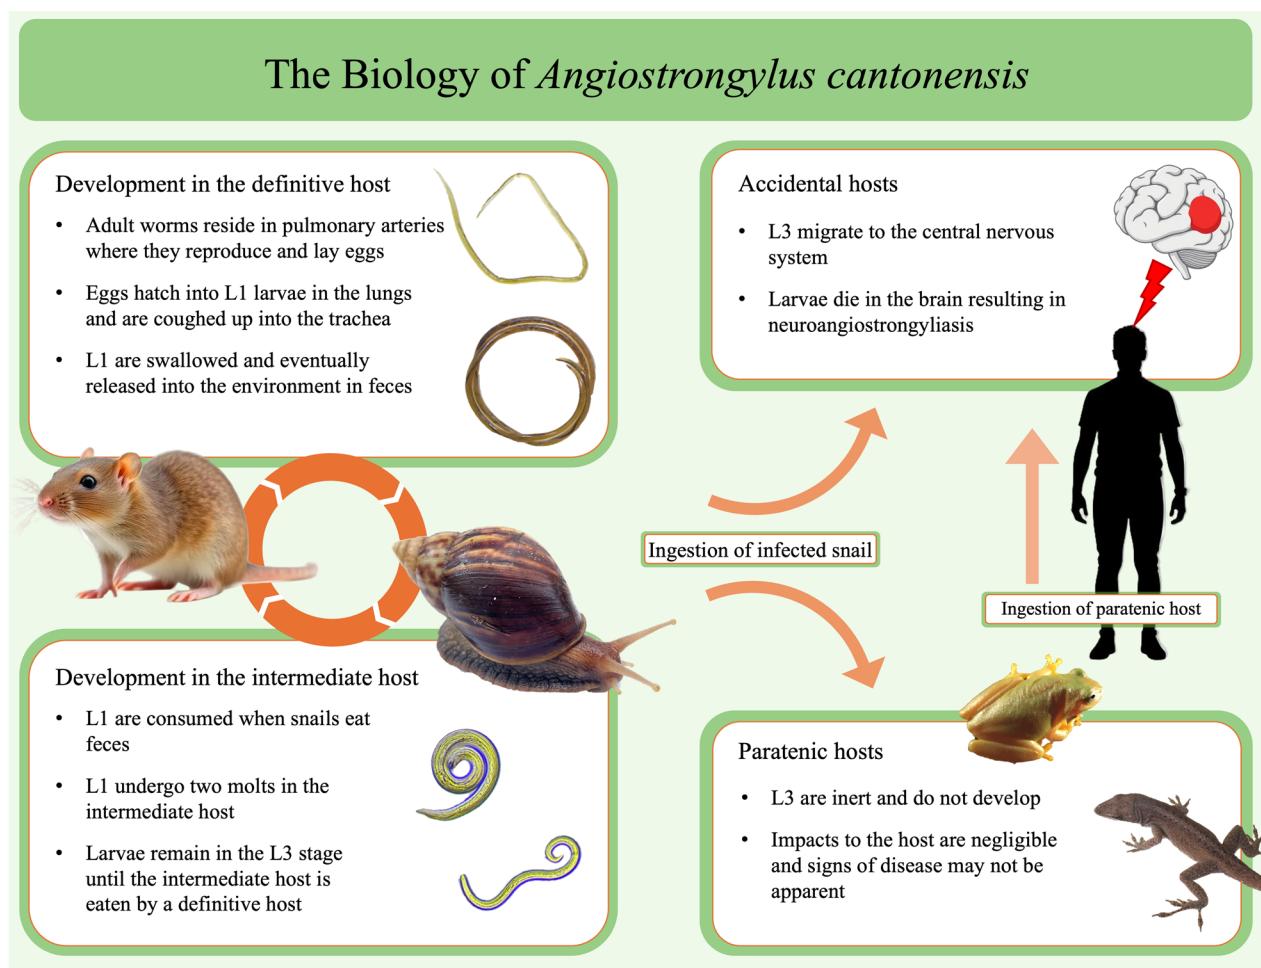 The Biology of Angiostrongylus cantonensis
Development in the definitive host
• Adult worms reside in pulmonary arteries
where they reproduce and lay eggs
• Eggs hatch into L1 larvae in the lungs
and are coughed up into the trachea
• L1 are swallowed and eventually
released into the environment in feces
Accidental hosts
• L3 migrate to the central nervous
system
• Larvae die in the brain resulting in
neuroangiostrongyliasis
Ingestion of infected snail
Ingestion of paratenic host
Development in the intermediate host
• L1 are consumed when snails eat
feces
• L1 undergo two molts in the
intermediate host
• Larvae remain in the L3 stage
until the intermediate host is
eaten by a definitive host
Paratenic hosts
• L3 are inert and do not develop
• Impacts to the host are negligible
and signs of disease may not be
apparent